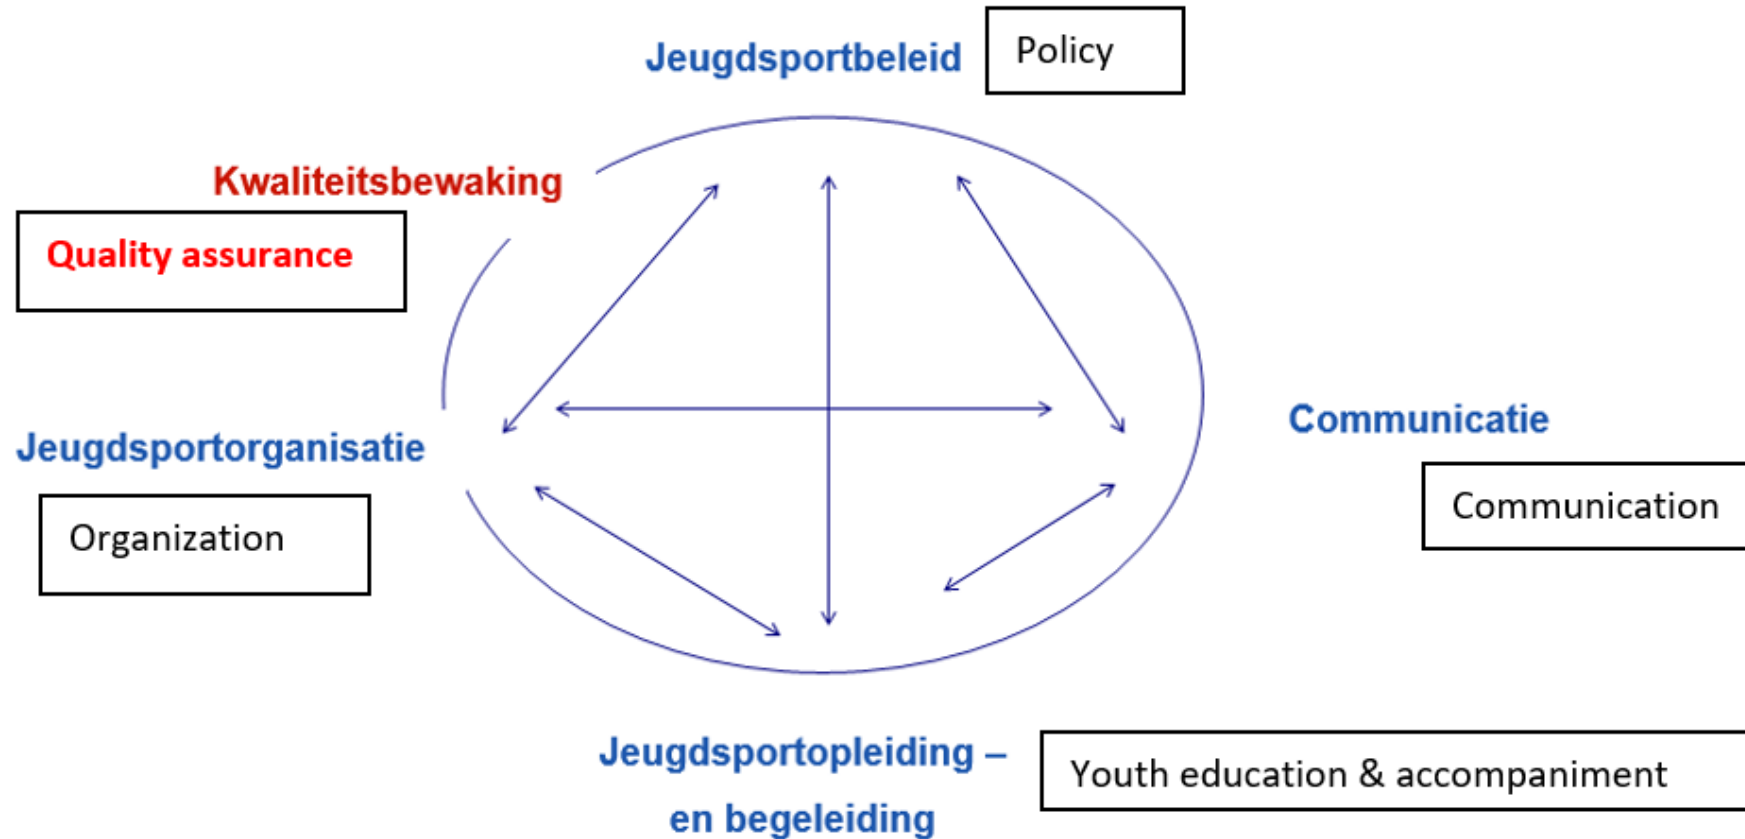 Jeugdsportbeleid
Policy
Kwaliteitsbewaking
Quality assurance
Jeugdsportorganisatie
Organization
Communicatie
Communication
Jeugdsportopleiding –
en begeleiding
Youth education & accompaniment